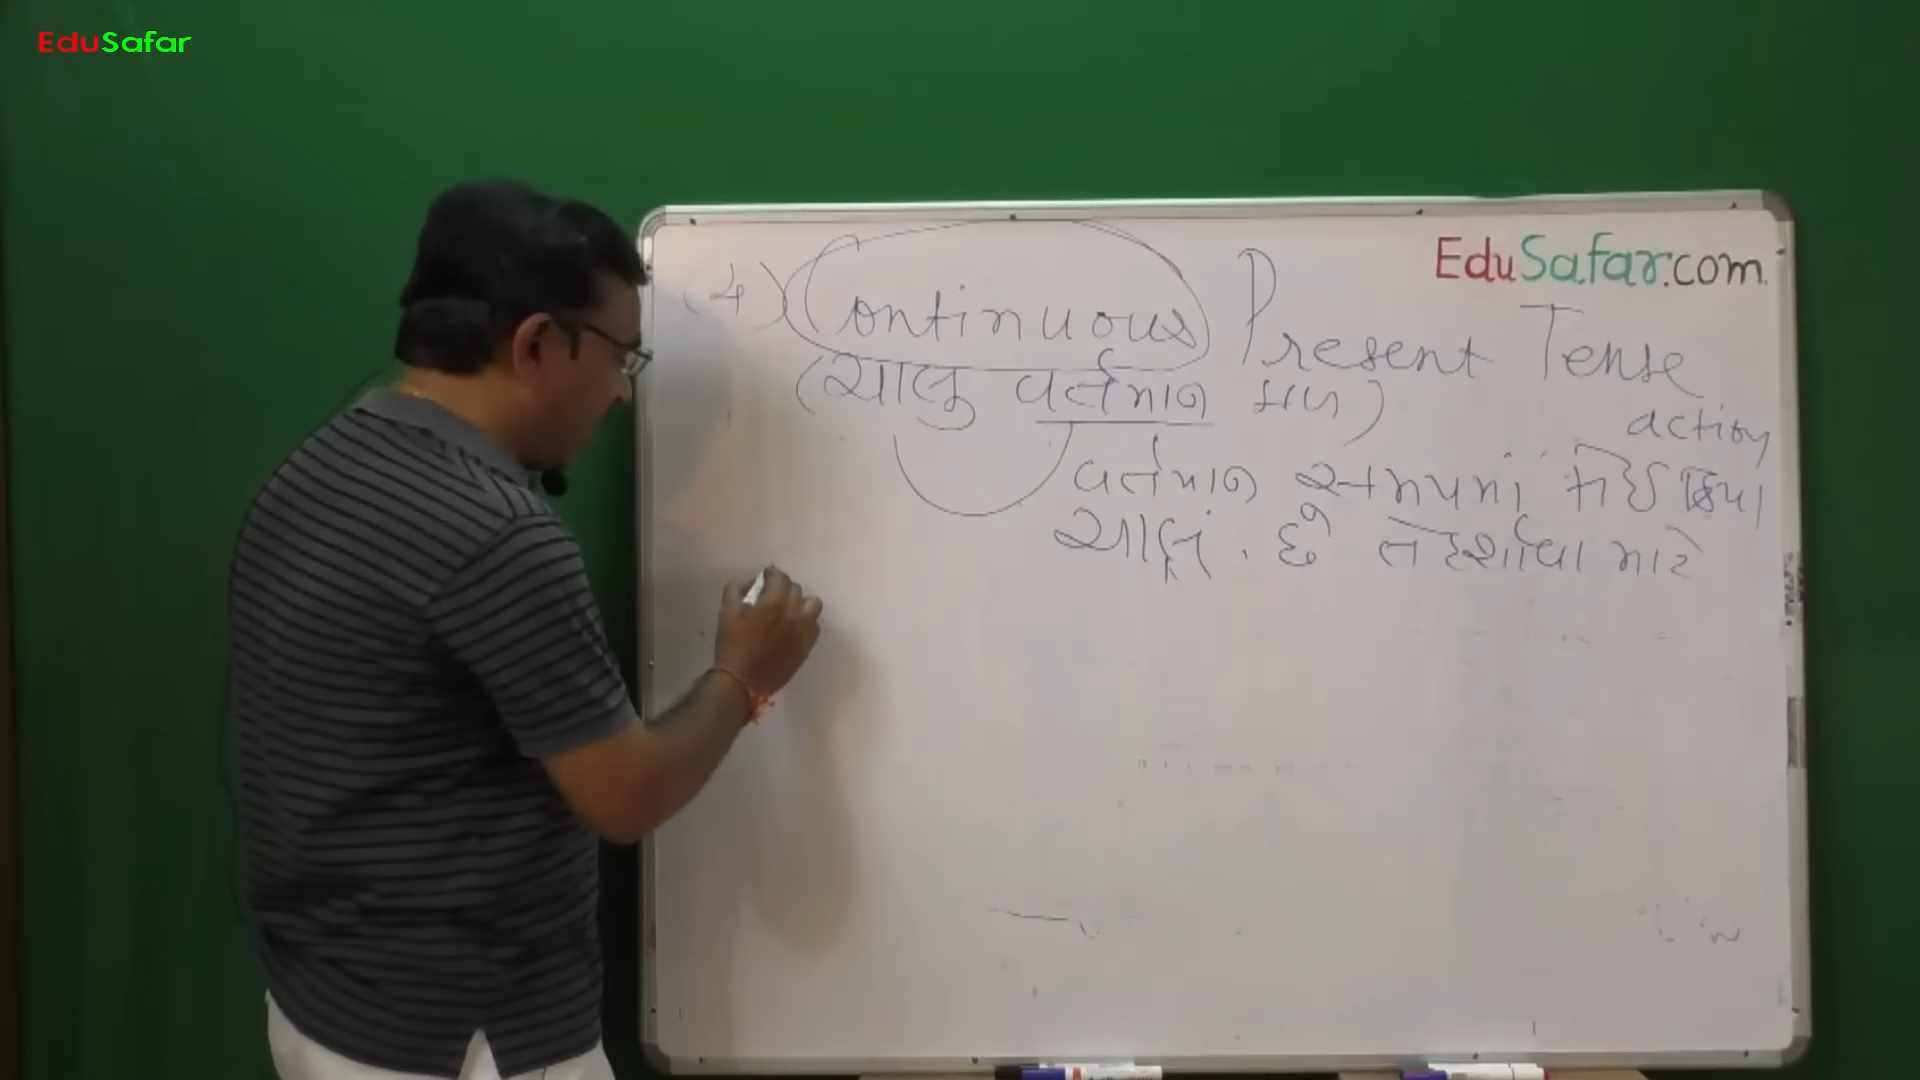 EduSafar
EduSafar.com
(4) Continuous Present Tense
(ચાલુ વર્તમાન કાળ)
action
વર્તમાન સમયમાં કોઈ ક્રિયા
ચાલું છે તે દર્શાવવા માટે